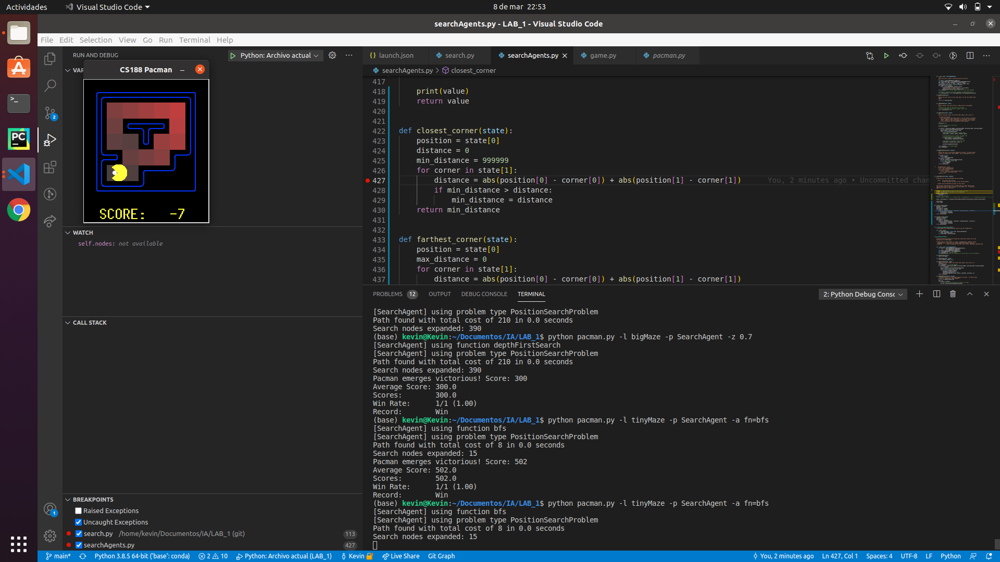 Actividades
Visual Studio Code
8 de mar 22:53
searchAgents.py - LAB_1 - Visual Studio Code
File Edit Selection View Go Run Terminal Help
RUN AND DEBUG
Python: Archivo actual
VAR
CS188 Pacman
SCORE: -7
WATCH
self.nodes: not available
CALL STACK
BREAKPOINTS
Raised Exceptions
Uncaught Exceptions
search.py /home/kevin/Documentos/IA/LAB_1 (git) 113
searchAgents.py 427
launch.json search.py searchAgents.py game.py pacman.py
searchAgents.py > closest_corner
417
418 print(value)
419 return value
420
421
422 def closest_corner(state):
423 position = state[0]
424 distance = 0
425 min_distance = 999999
426 for corner in state[1]:
427 distance = abs(position[0] - corner[0]) + abs(position[1] - corner[1]) You, 2 minutes ago • Uncommitted chan
428 if min_distance > distance:
429 min_distance = distance
430 return min_distance
431
432
433 def farthest_corner(state):
434 position = state[0]
435 max_distance = 0
436 for corner in state[1]:
437 distance = abs(position[0] - corner[0]) + abs(position[1] - corner[1])
PROBLEMS 12 OUTPUT DEBUG CONSOLE TERMINAL
2: Python Debug Consc
[SearchAgent] using problem type PositionSearchProblem
Path found with total cost of 210 in 0.0 seconds
Search nodes expanded: 390
(base) kevin@Kevin:~/Documentos/IA/LAB_1$ python pacman.py -l bigMaze -p SearchAgent -z 0.7
[SearchAgent] using function depthFirstSearch
[SearchAgent] using problem type PositionSearchProblem
Path found with total cost of 210 in 0.0 seconds
Search nodes expanded: 390
Pacman emerges victorious! Score: 300
Average Score: 300.0
Scores: 300.0
Win Rate: 1/1 (1.00)
Record: Win
(base) kevin@Kevin:~/Documentos/IA/LAB_1$ python pacman.py -l tinyMaze -p SearchAgent -a fn=bfs
[SearchAgent] using function bfs
[SearchAgent] using problem type PositionSearchProblem
Path found with total cost of 8 in 0.0 seconds
Search nodes expanded: 15
Pacman emerges victorious! Score: 502
Average Score: 502.0
Scores: 502.0
Win Rate: 1/1 (1.00)
Record: Win
(base) kevin@Kevin:~/Documentos/IA/LAB_1$ python pacman.py -l tinyMaze -p SearchAgent -a fn=bfs
[SearchAgent] using function bfs
[SearchAgent] using problem type PositionSearchProblem
Path found with total cost of 8 in 0.0 seconds
Search nodes expanded: 15
main* Python 3.8.5 64-bit ('base': conda) 2 10 Python: Archivo actual (LAB_1) Kevin Live Share Git Graph
You, 2 minutes ago Ln 427, Col 1 Spaces: 4 UTF-8 LF Python